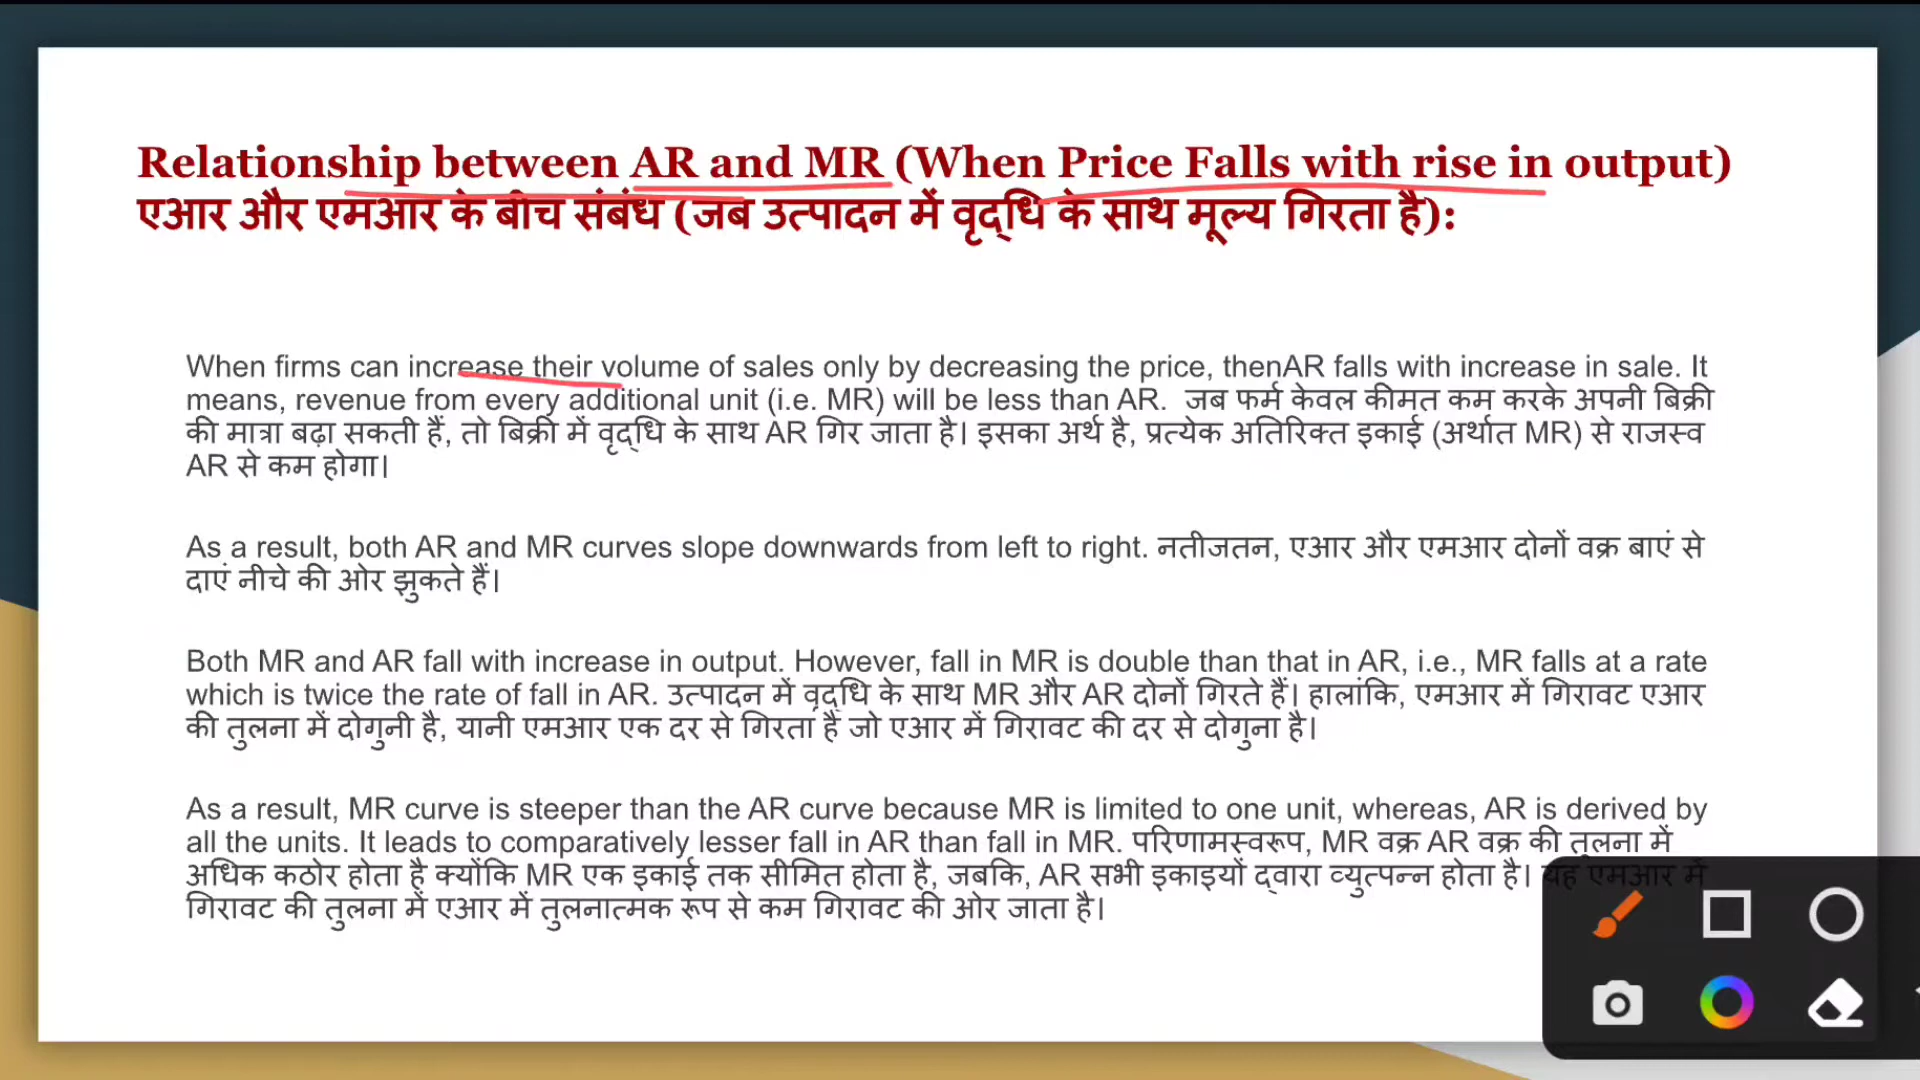 Relationship between AR and MR (When Price Falls with rise in output)
एआर और एमआर के बीच संबंध (जब उत्पादन में वृद्धि के साथ मूल्य गिरता है):
When firms can increase their volume of sales only by decreasing the price, thenAR falls with increase in sale. It
means, revenue from every additional unit (i.e. MR) will be less than AR. जब फर्म केवल कीमत कम करके अपनी बिक्री
की मात्रा बढ़ा सकती हैं, तो बिक्री में वृद्धि के साथ AR गिर जाता है। इसका अर्थ है, प्रत्येक अतिरिक्त इकाई (अर्थात MR) से राजस्व
AR से कम होगा।
As a result, both AR and MR curves slope downwards from left to right. नतीजतन, एआर और एमआर दोनों वक्र बाएं से
दाएं नीचे की ओर झुकते हैं।
Both MR and AR fall with increase in output. However, fall in MR is double than that in AR, i.e., MR falls at a rate
which is twice the rate of fall in AR. उत्पादन में वृद्धि के साथ MR और AR दोनों गिरते हैं। हालांकि, एमआर में गिरावट एआर
की तुलना में दोगुनी है, यानी एमआर एक दर से गिरता है जो एआर में गिरावट की दर से दोगुना है।
As a result, MR curve is steeper than the AR curve because MR is limited to one unit, whereas, AR is derived by
all the units. It leads to comparatively lesser fall in AR than fall in MR. परिणामस्वरूप, MR वक्र AR वक्र की तुलना में
अधिक कठोर होता है क्योंकि MR एक इकाई तक सीमित होता है, जबकि, AR सभी इकाइयों द्वारा व्युत्पन्न होता है। यह एमआर में
गिरावट की तुलना में एआर में तुलनात्मक रूप से कम गिरावट की ओर जाता है।